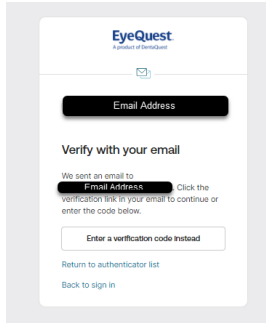 EyeQuest
A product of DentaQuest
Email Address
Verify with your email
We sent an email to
Email Address . Click the
verification link in your email to continue or
enter the code below.
Enter a verification code instead
Return to authenticator list
Back to sign in